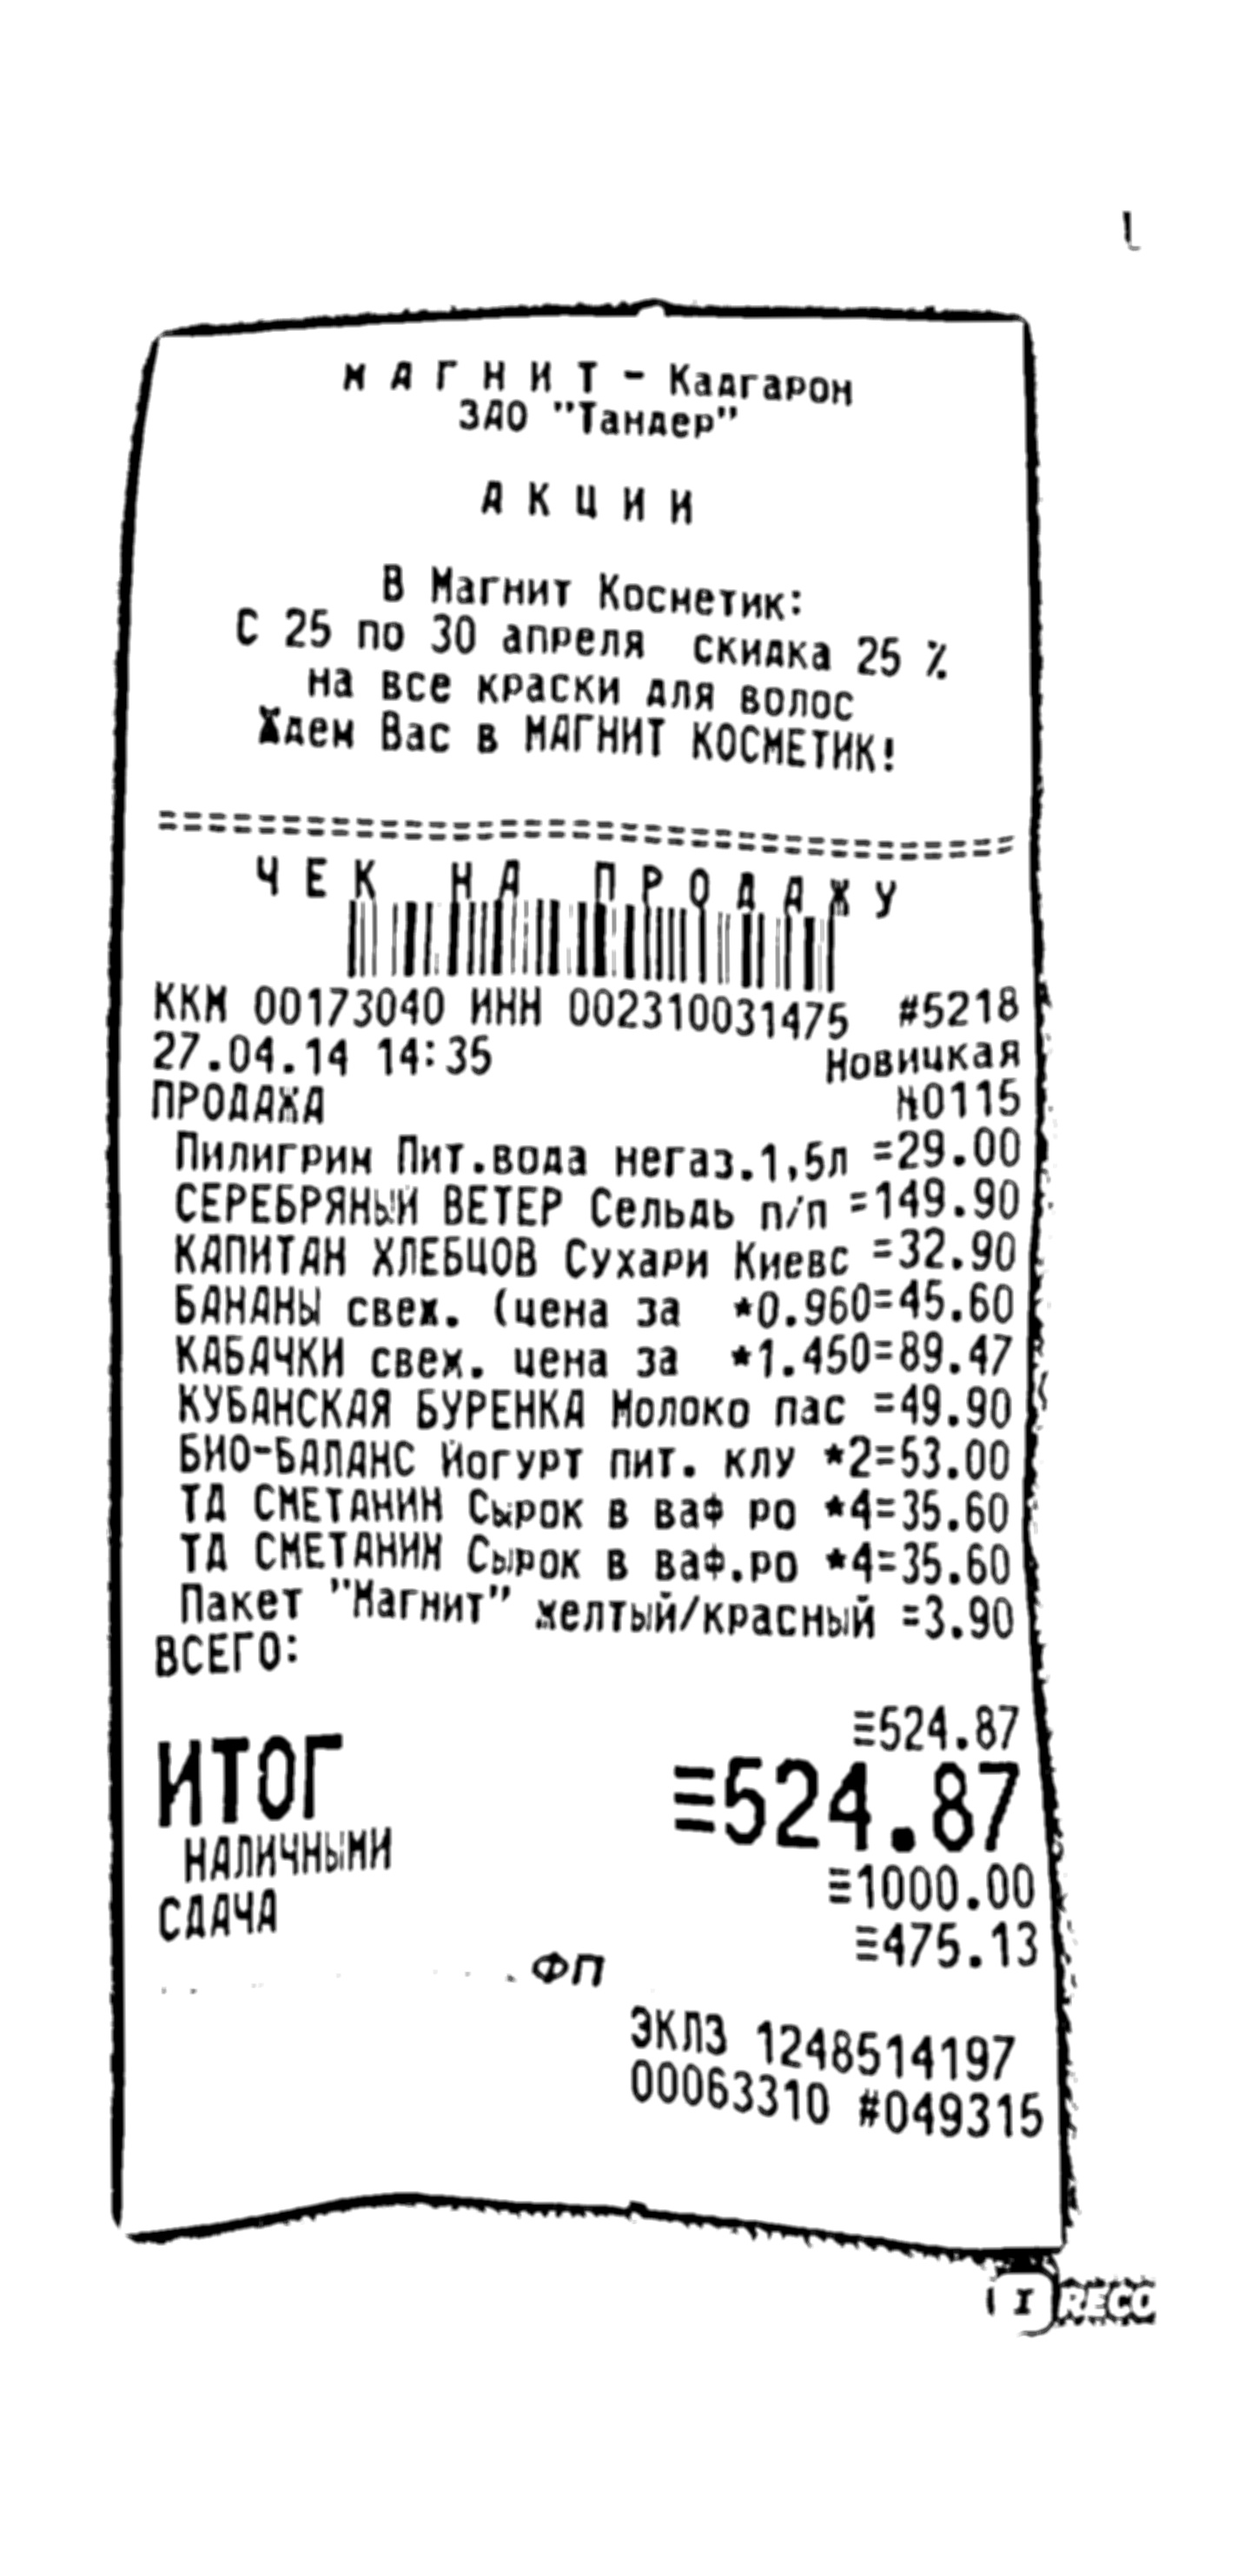 МАГНИТ - Кадгарон
ЗАО "Тандер"
АКЦИИ
В Магнит Косметик:
С 25 по 30 апреля скидка 25 %
на все краски для волос
Ждем Вас в МАГНИТ КОСМЕТИК!
ЧЕК НА ПРОДАЖУ
ККМ 00173040 ИНН 002310031475 #5218
27.04.14 14:35 Новицкая
ПРОДАЖА №0115
Пилигрим Пит.вода негаз.1,5л =29.00
СЕРЕБРЯНЫЙ ВЕТЕР Сельдь п/п =149.90
КАПИТАН ХЛЕБЦОВ Сухари Киевс =32.90
БАНАНЫ свеж. (цена за *0.960=45.60
КАБАЧКИ свеж. цена за *1.450=89.47
КУБАНСКАЯ БУРЕНКА Молоко пас =49.90
БИО-БАЛАНС Йогурт пит. клу *2=53.00
ТД СМЕТАНИН Сырок в ваф ро *4=35.60
ТД СМЕТАНИН Сырок в ваф.ро *4=35.60
Пакет "Магнит" желтый/красный =3.90
ВСЕГО:
≡524.87
ИТОГ ≡524.87
НАЛИЧНЫМИ ≡1000.00
СДАЧА ≡475.13
ФП
ЭКЛЗ 1248514197
00063310 #049315
I RECO